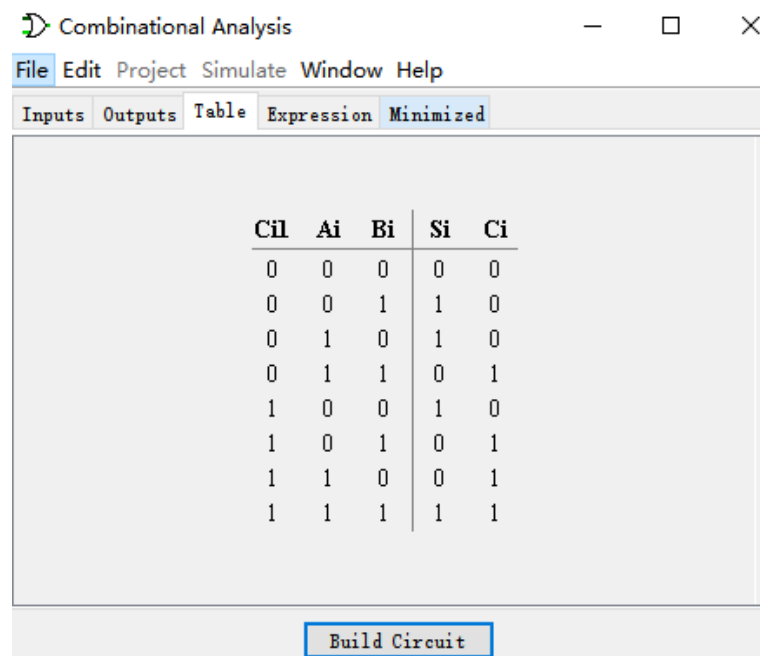 Combinational Analysis
File Edit Project Simulate Window Help
Inputs Outputs Table Expression Minimized
Cil Ai Bi Si Ci
0 0 0 0 0
0 0 1 1 0
0 1 0 1 0
0 1 1 0 1
1 0 0 1 0
1 0 1 0 1
1 1 0 0 1
1 1 1 1 1
Build Circuit